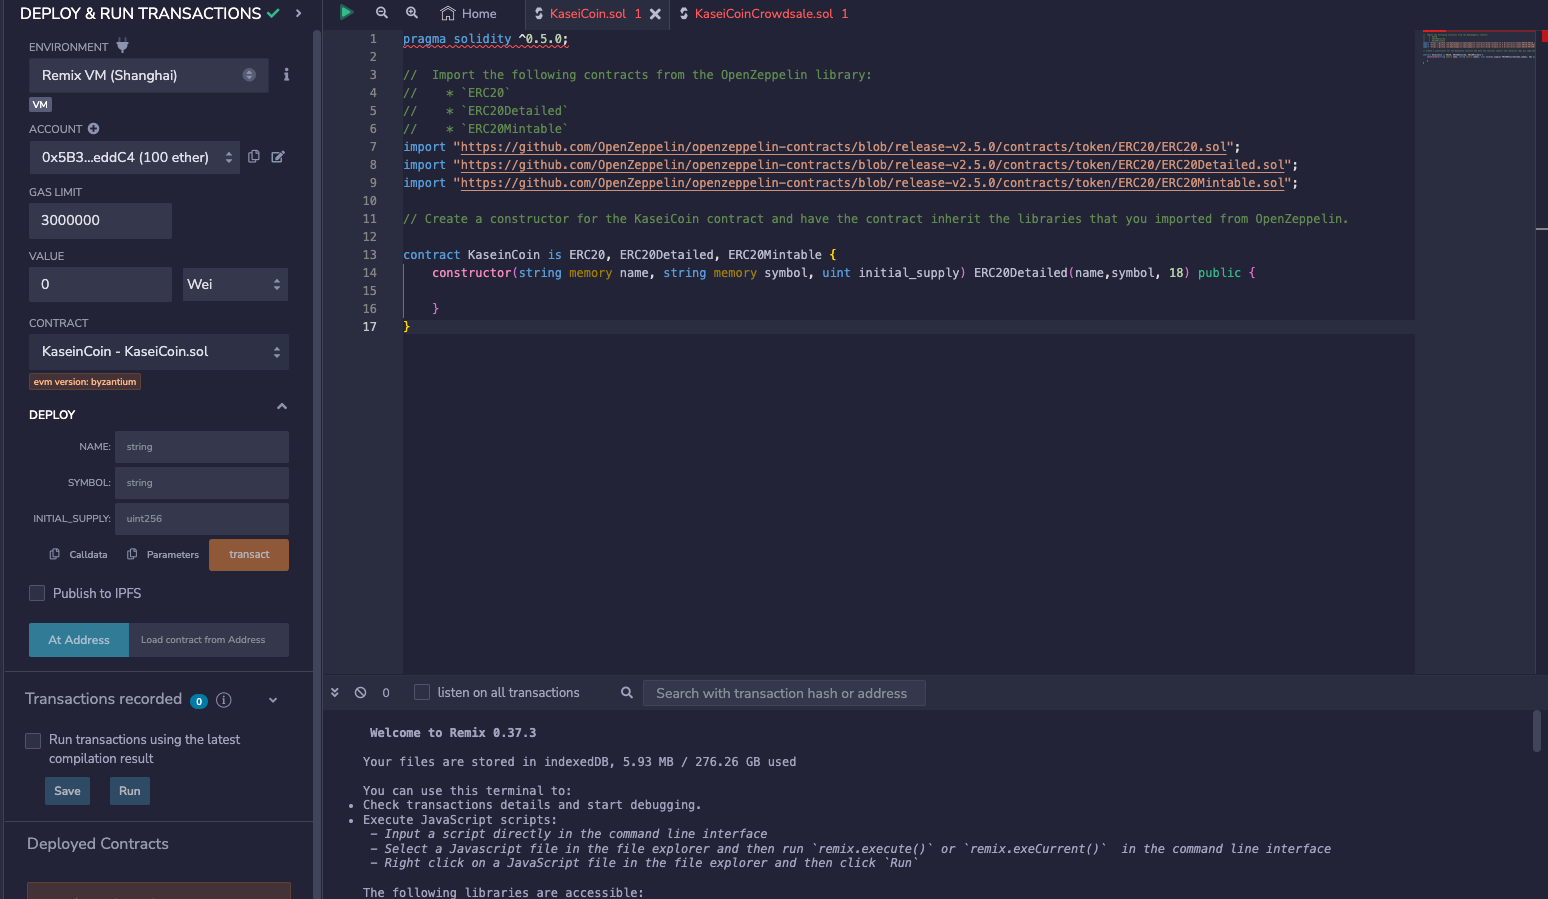 DEPLOY & RUN TRANSACTIONS
ENVIRONMENT
Remix VM (Shanghai)
VM
ACCOUNT
0x5B3...eddC4 (100 ether)
GAS LIMIT
3000000
VALUE
0
Wei
CONTRACT
KaseinCoin - KaseiCoin.sol
evm version: byzantium
DEPLOY
NAME: string
SYMBOL: string
INITIAL_SUPPLY: uint256
Calldata Parameters transact
Publish to IPFS
At Address Load contract from Address
Transactions recorded 0 i
Run transactions using the latest
compilation result
Save Run
Deployed Contracts
Home KaseiCoin.sol 1 KaseiCoinCrowdsale.sol 1
1 pragma solidity ^0.5.0;
2
3 //  Import the following contracts from the OpenZeppelin library:
4 //    * `ERC20`
5 //    * `ERC20Detailed`
6 //    * `ERC20Mintable`
7 import "https://github.com/OpenZeppelin/openzeppelin-contracts/blob/release-v2.5.0/contracts/token/ERC20/ERC20.sol";
8 import "https://github.com/OpenZeppelin/openzeppelin-contracts/blob/release-v2.5.0/contracts/token/ERC20/ERC20Detailed.sol";
9 import "https://github.com/OpenZeppelin/openzeppelin-contracts/blob/release-v2.5.0/contracts/token/ERC20/ERC20Mintable.sol";
10
11 // Create a constructor for the KaseiCoin contract and have the contract inherit the libraries that you imported from OpenZeppelin.
12
13 contract KaseinCoin is ERC20, ERC20Detailed, ERC20Mintable {
14     constructor(string memory name, string memory symbol, uint initial_supply) ERC20Detailed(name,symbol, 18) public {
15
16     }
17 }
0 listen on all transactions Search with transaction hash or address
Welcome to Remix 0.37.3
Your files are stored in indexedDB, 5.93 MB / 276.26 GB used
You can use this terminal to:
• Check transactions details and start debugging.
• Execute JavaScript scripts:
- Input a script directly in the command line interface
- Select a Javascript file in the file explorer and then run `remix.execute()` or `remix.exeCurrent()`  in the command line interface
- Right click on a JavaScript file in the file explorer and then click `Run`
The following libraries are accessible: